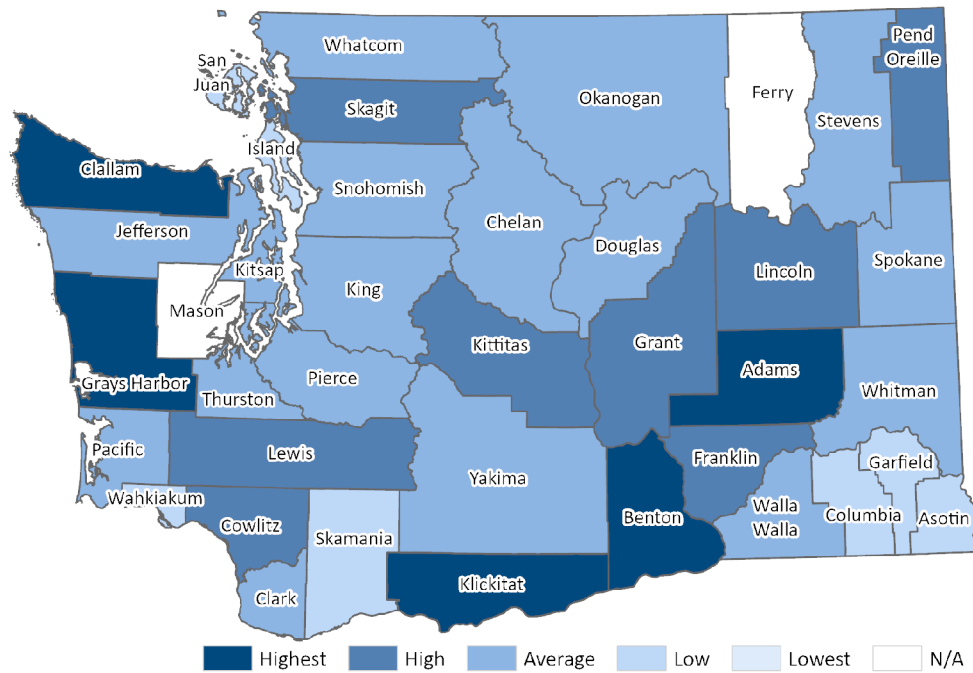 Whatcom
San
Juan
Skagit
Okanogan
Ferry
Pend
Oreille
Stevens
Island
Clallam
Snohomish
Chelan
Jefferson
Douglas
Spokane
Kitsap
Lincoln
King
Mason
Kittitas
Grant
Adams
Grays Harbor
Pierce
Thurston
Whitman
Pacific
Lewis
Franklin
Garfield
Yakima
Wahkiakum
Walla
Walla
Cowlitz
Benton
Columbia
Asotin
Skamania
Klickitat
Clark
Highest High Average Low Lowest N/A